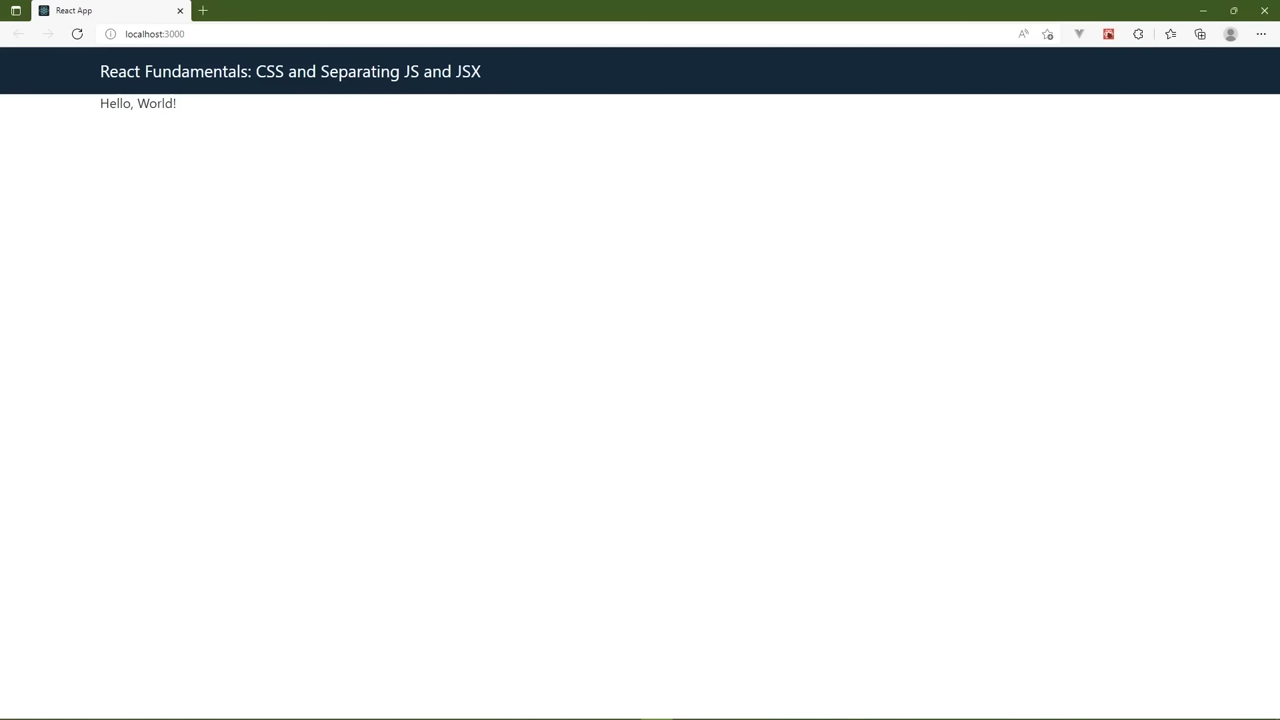 React App
localhost:3000
React Fundamentals: CSS and Separating JS and JSX
Hello, World!